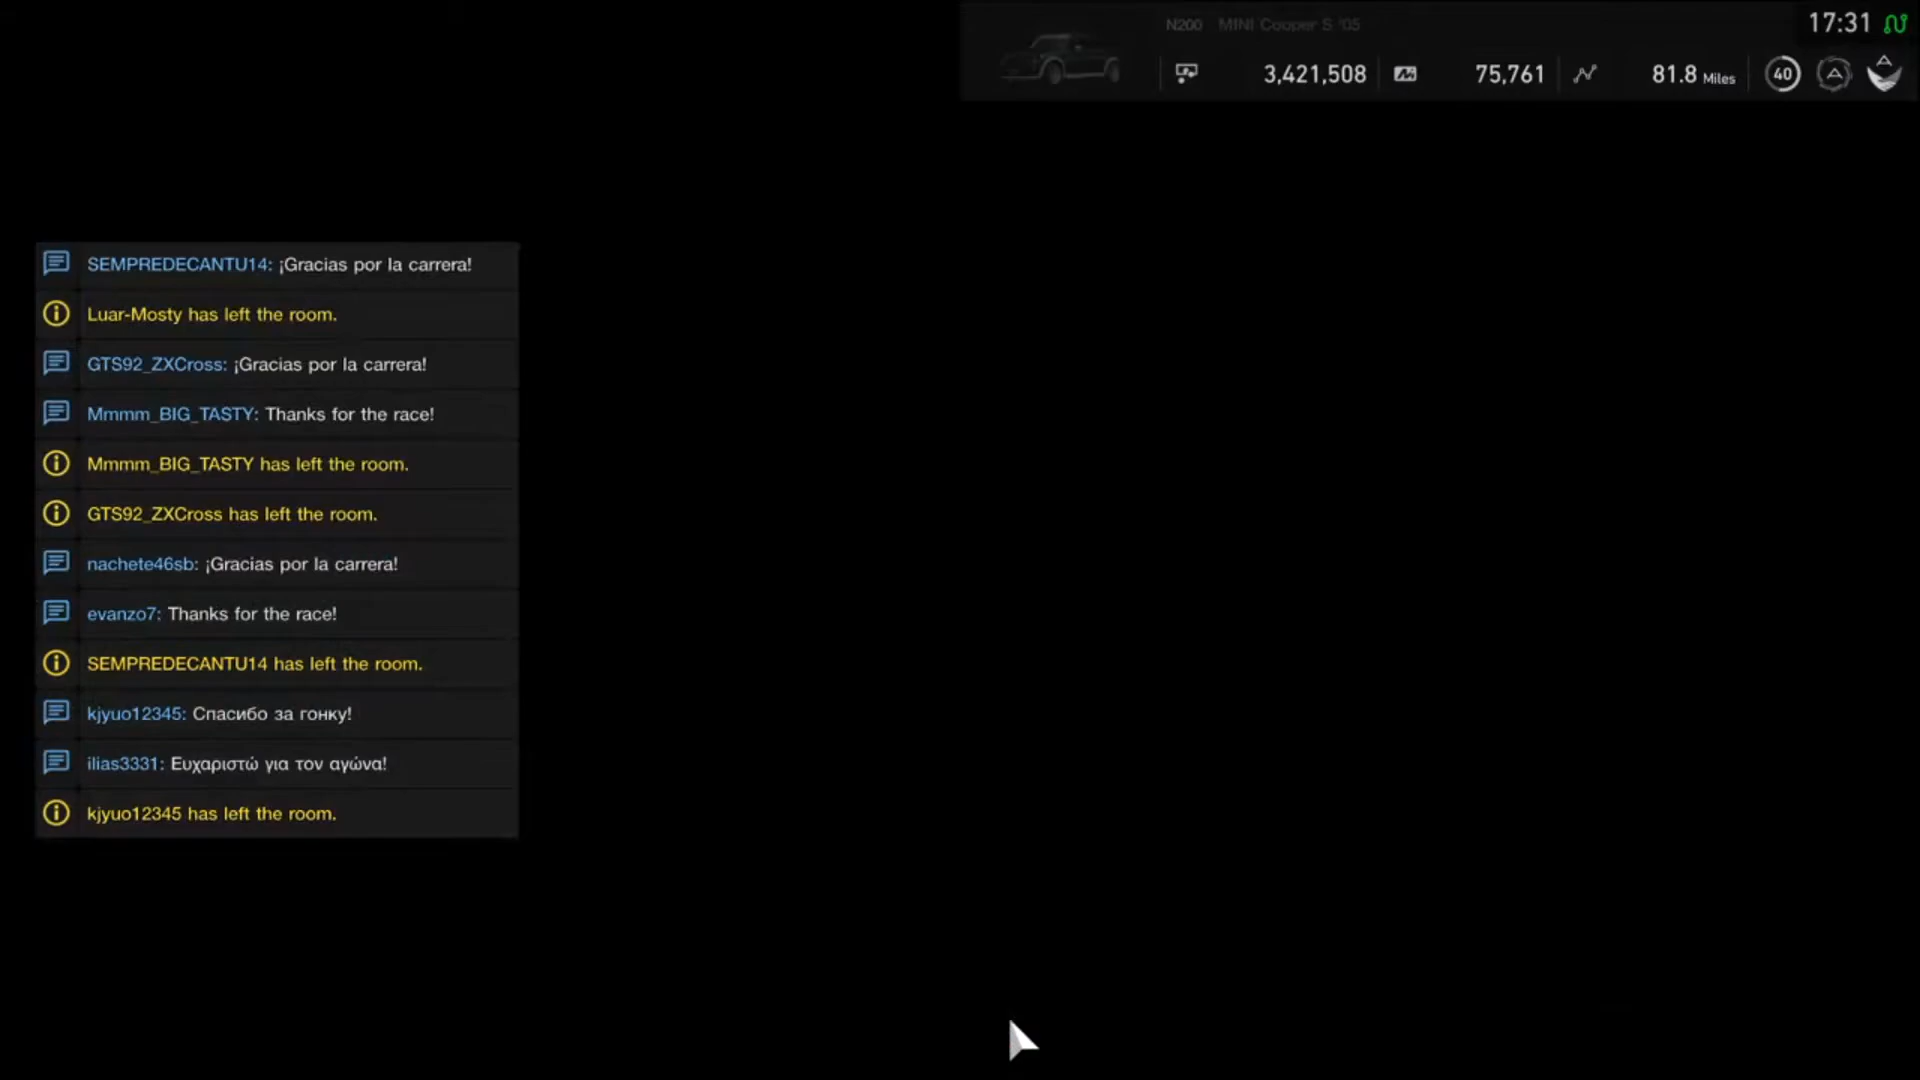 N200 MINI Cooper S '05
17:31
3,421,508
75,761
81.8 Miles
40
SEMPREDECANTU14: ¡Gracias por la carrera!
Luar-Mosty has left the room.
GTS92_ZXCross: ¡Gracias por la carrera!
Mmmm_BIG_TASTY: Thanks for the race!
Mmmm_BIG_TASTY has left the room.
GTS92_ZXCross has left the room.
nachete46sb: ¡Gracias por la carrera!
evanzo7: Thanks for the race!
SEMPREDECANTU14 has left the room.
kjyuo12345: Спасибо за гонку!
ilias3331: Ευχαριστώ για τον αγώνα!
kjyuo12345 has left the room.